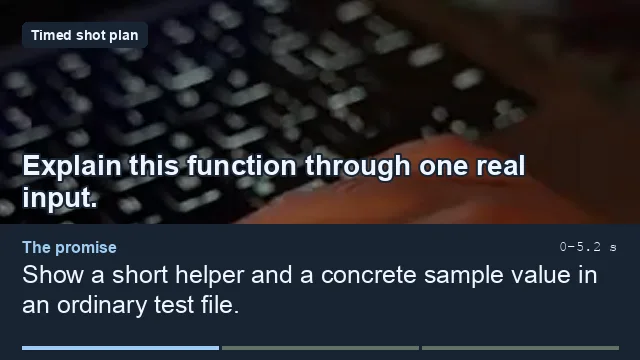 Timed shot plan
Explain this function through one real
input.
The promise
0–5.2 s
Show a short helper and a concrete sample value in
an ordinary test file.